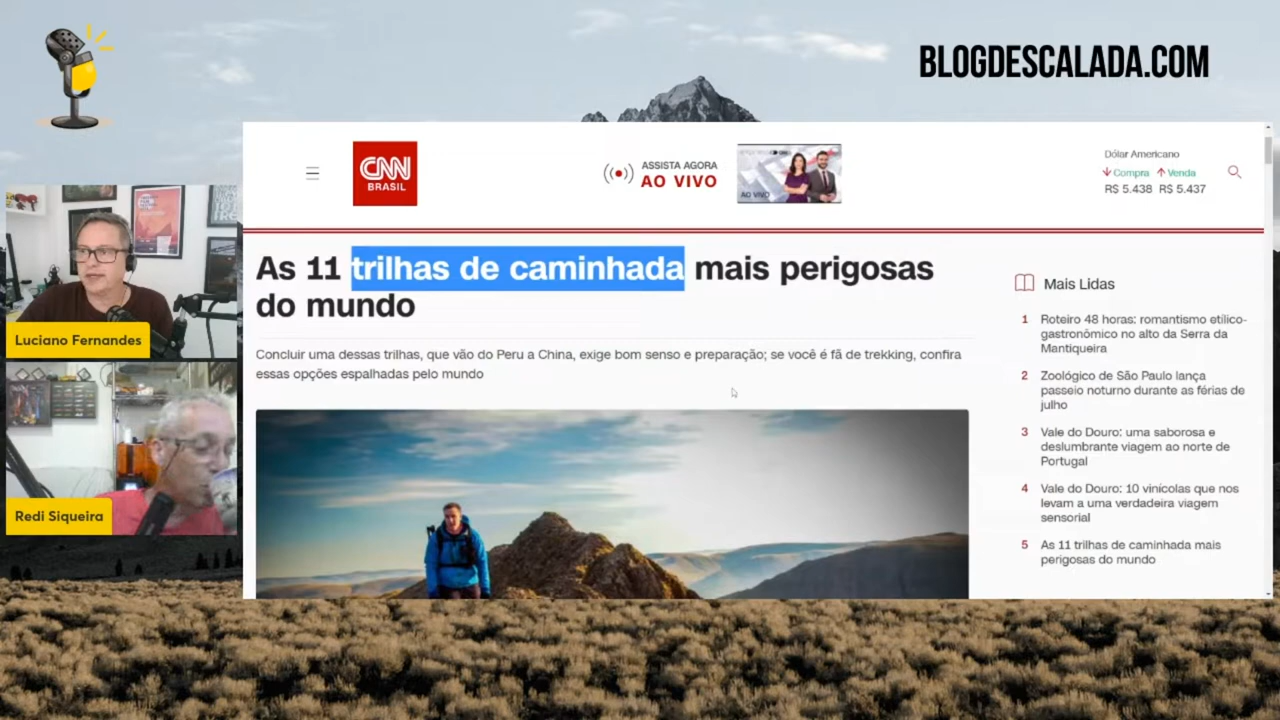 BLOGDESCALADA.COM
CNN
BRASIL
ASSISTA AGORA
AO VIVO
AO VIVO
Dólar Americano
Compra Venda
R$ 5.438 R$ 5.437
As 11 trilhas de caminhada mais perigosas
do mundo
Concluir uma dessas trilhas, que vão do Peru a China, exige bom senso e preparação; se você é fã de trekking, confira
essas opções espalhadas pelo mundo
Mais Lidas
1 Roteiro 48 horas: romantismo etílico-
gastronômico no alto da Serra da
Mantiqueira
2 Zoológico de São Paulo lança
passeio noturno durante as férias de
julho
3 Vale do Douro: uma saborosa e
deslumbrante viagem ao norte de
Portugal
4 Vale do Douro: 10 vinícolas que nos
levam a uma verdadeira viagem
sensorial
5 As 11 trilhas de caminhada mais
perigosas do mundo
Luciano Fernandes
Redi Siqueira